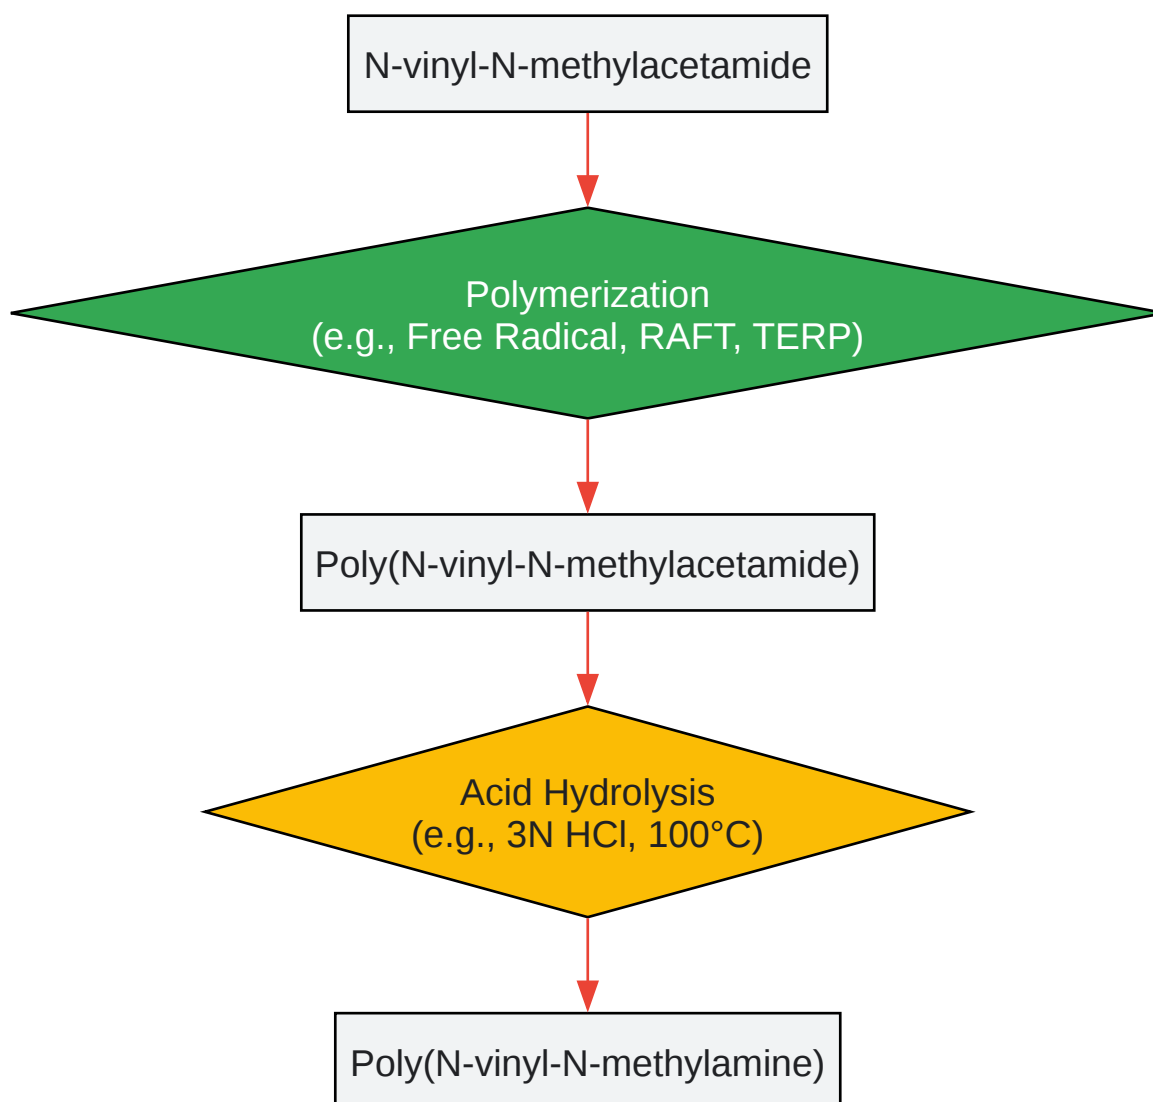 N-vinyl-N-methylacetamide
Polymerization
(e.g., Free Radical, RAFT, TERP)
Poly(N-vinyl-N-methylacetamide)
Acid Hydrolysis
(e.g., 3N HCl, 100°C)
Poly(N-vinyl-N-methylamine)